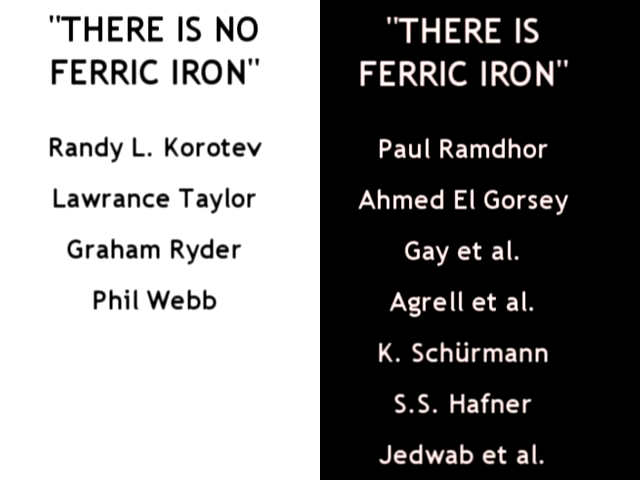 "THERE IS NO
FERRIC IRON"
Randy L. Korotev
Lawrance Taylor
Graham Ryder
Phil Webb
"THERE IS
FERRIC IRON"
Paul Ramdhor
Ahmed El Gorsey
Gay et al.
Agrell et al.
K. Schürmann
S.S. Hafner
Jedwab et al.